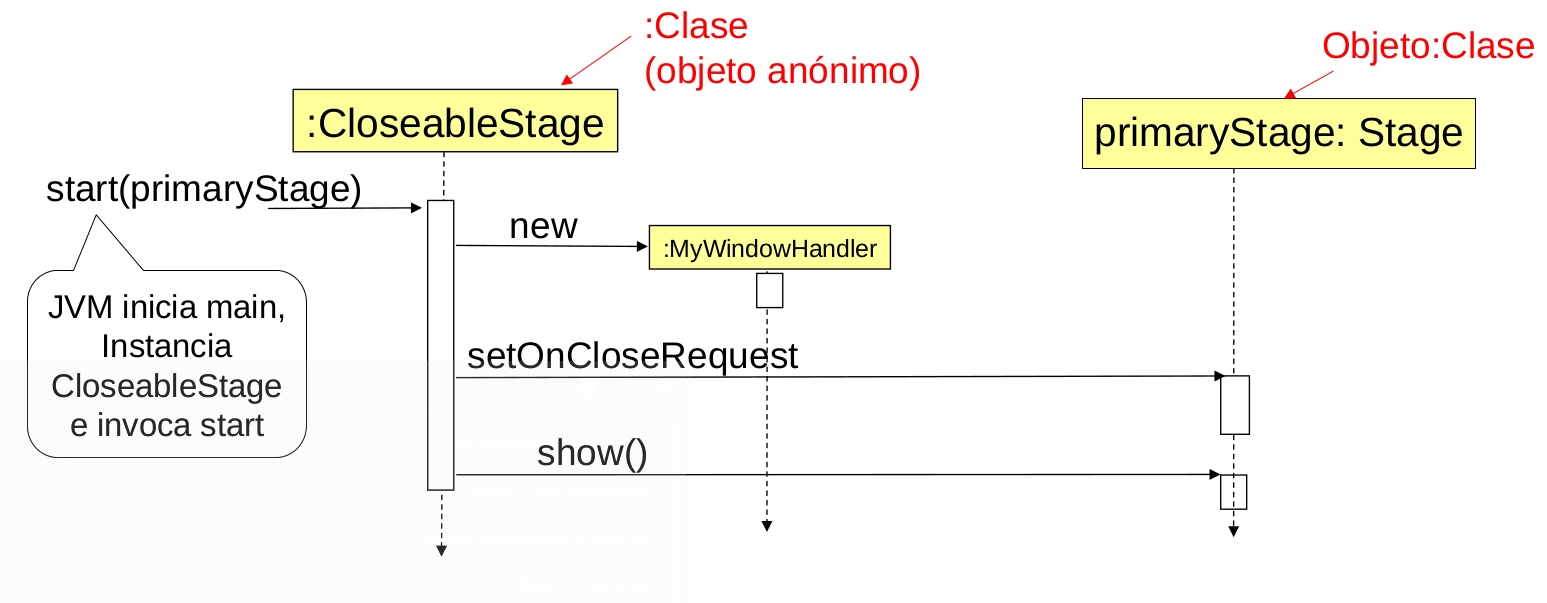 :Clase
(objeto anónimo)
Objeto:Clase
:CloseableStage
primaryStage: Stage
start(primaryStage)
new
:MyWindowHandler
JVM inicia main,
Instancia
CloseableStage
e invoca start
setOnCloseRequest
show()